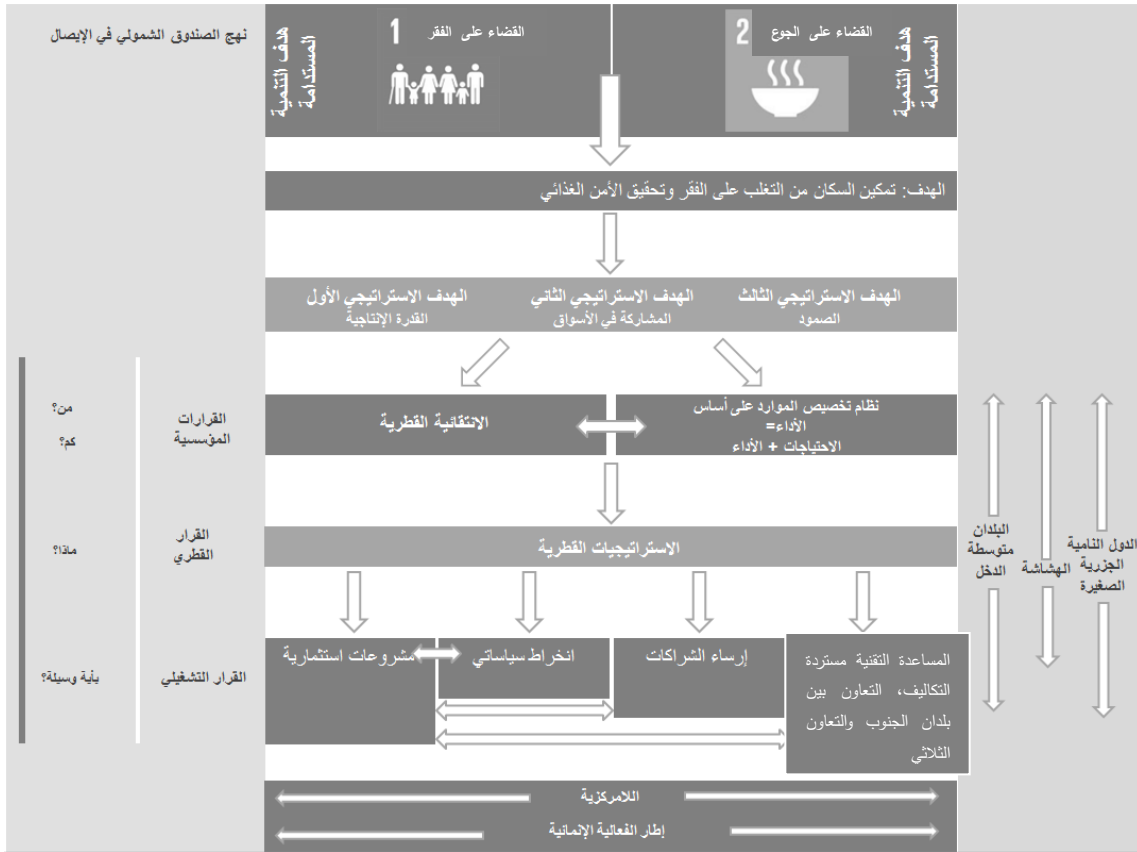 نهج الصندوق الشمولي في الإيصال
هدف التنمية
المستدامة
2
القضاء على الجوع
1
القضاء على الفقر
هدف التنمية
المستدامة
الهدف: تمكين السكان من التغلب على الفقر وتحقيق الأمن الغذائي
الهدف الاستراتيجي الأول
القدرة الإنتاجية
الهدف الاستراتيجي الثاني
المشاركة في الأسواق
الهدف الاستراتيجي الثالث
الصمود
نظام تخصيص الموارد على أساس
الأداء=
الاحتياجات + الأداء
الانتقائية القطرية
القرارات
المؤسسية
من؟
كم؟
الاستراتيجيات القطرية
القرار
القطري
ماذا؟
الدول النامية
الجزرية
الصغيرة
الهشاشة
البلدان
متوسطة
الدخل
المساعدة التقنية مستردة
التكاليف، التعاون بين
بلدان الجنوب والتعاون
الثلاثي
إرساء الشراكات
انخراط سياساتي
مشروعات استثمارية
القرار التشغيلي
بأية وسيلة؟
اللامركزية
إطار الفعالية الإنمائية